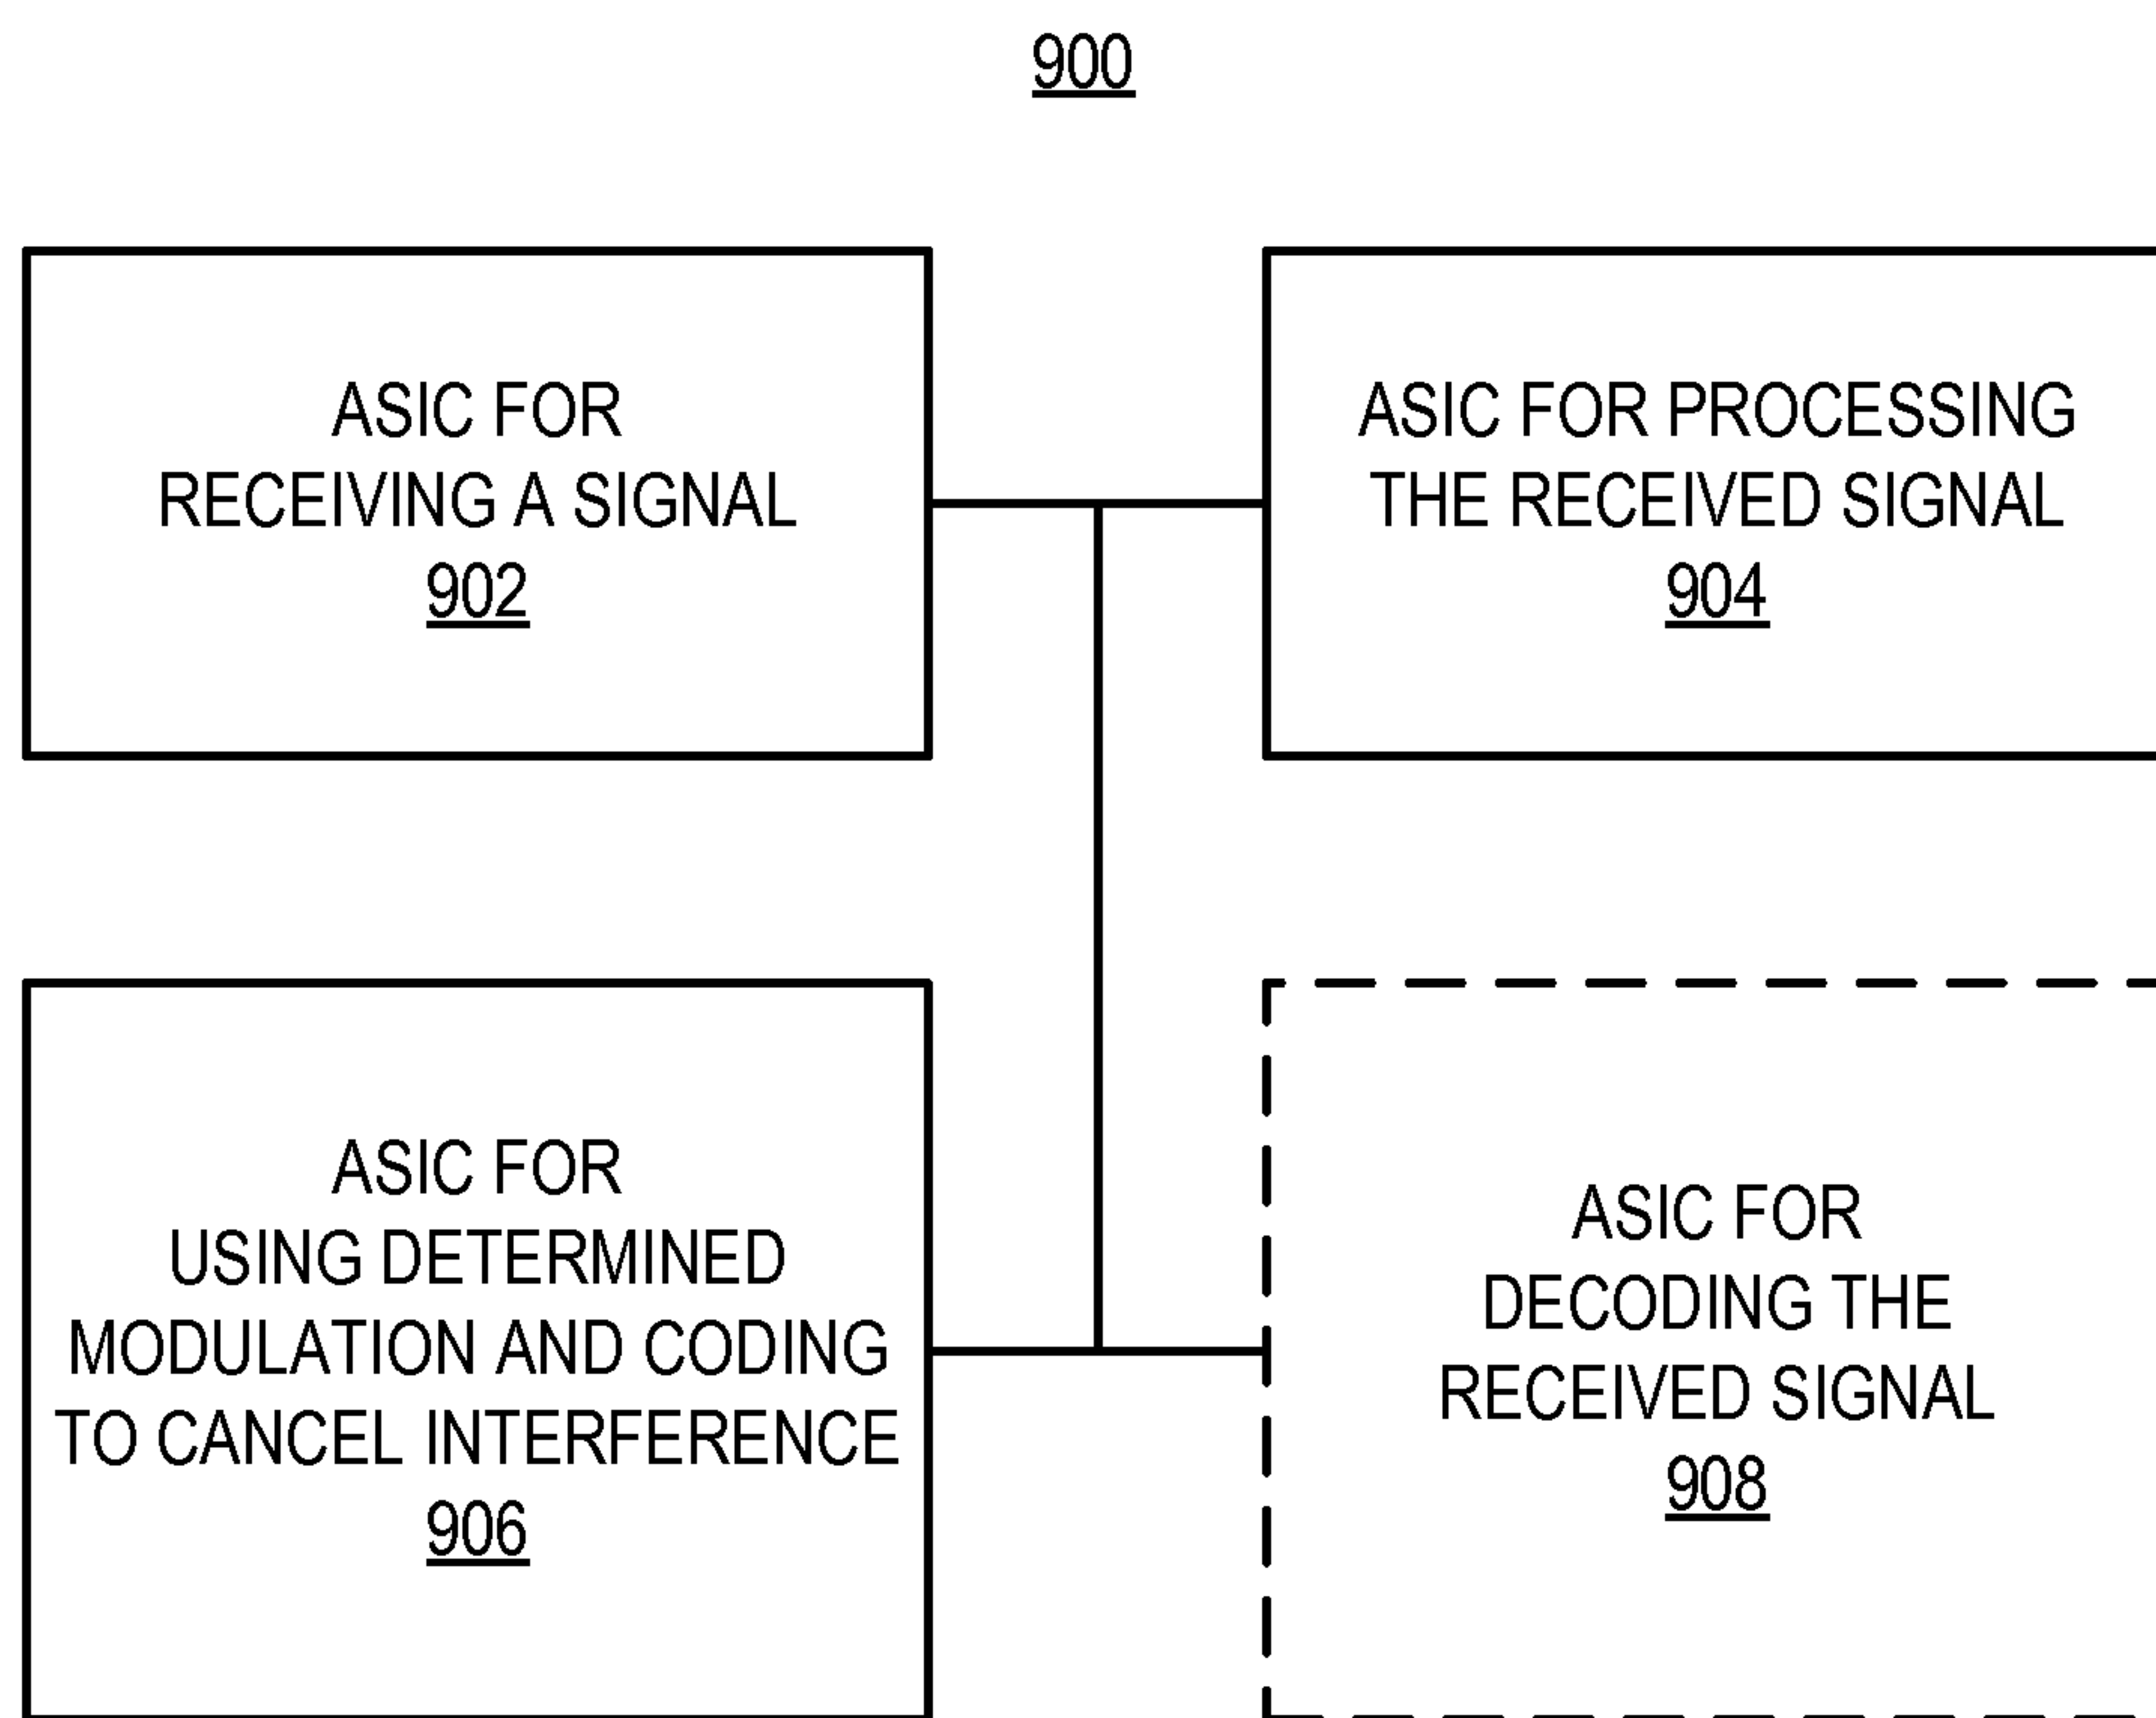 900
ASIC FOR
RECEIVING A SIGNAL
902
ASIC FOR PROCESSING
THE RECEIVED SIGNAL
904
ASIC FOR
USING DETERMINED
MODULATION AND CODING
TO CANCEL INTERFERENCE
906
ASIC FOR
DECODING THE
RECEIVED SIGNAL
908